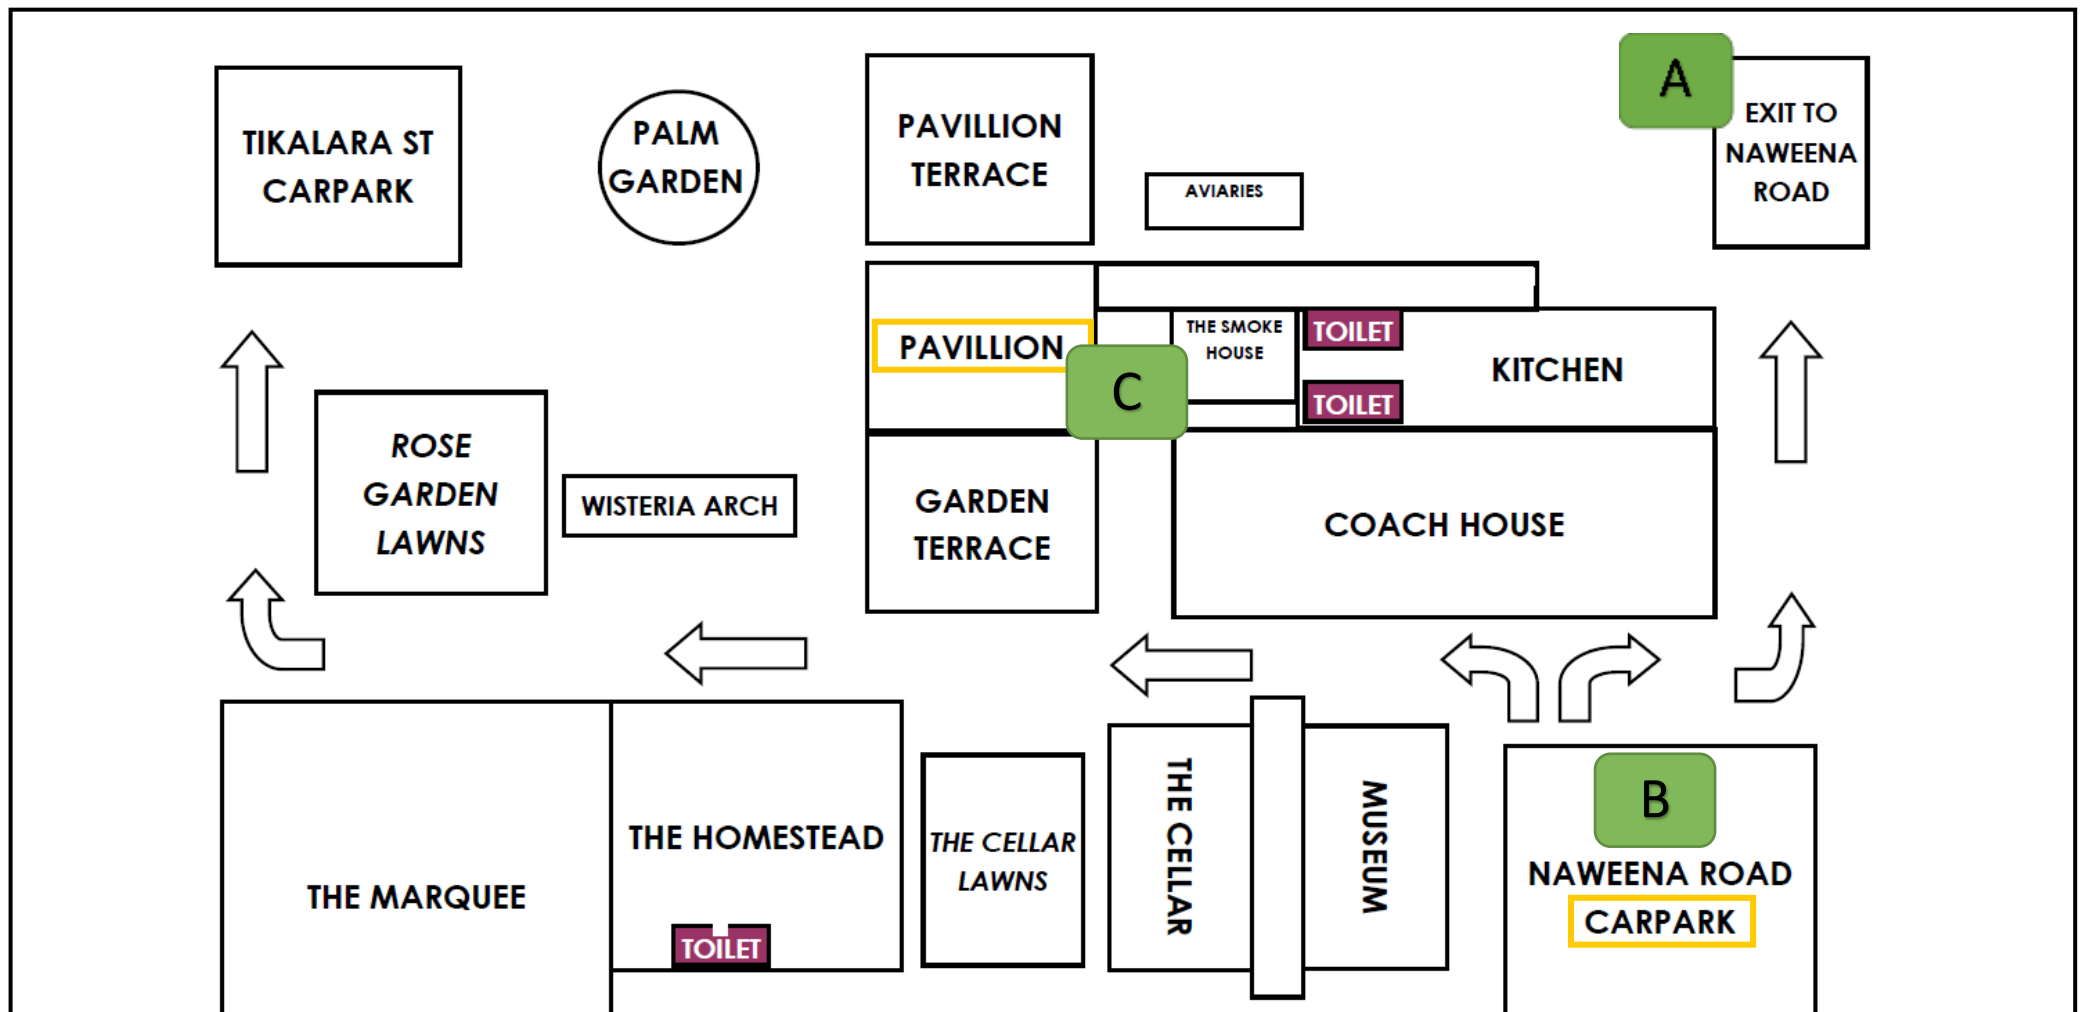 A
TIKALARA ST
CARPARK
PALM
GARDEN
PAVILLION
TERRACE
AVIARIES
EXIT TO
NAWEENA
ROAD
PAVILLION
C
THE SMOKE
HOUSE
TOILET
TOILET
KITCHEN
ROSE
GARDEN
LAWNS
WISTERIA ARCH
GARDEN
TERRACE
COACH HOUSE
THE MARQUEE
THE HOMESTEAD
TOILET
THE CELLAR
LAWNS
THE CELLAR
MUSEUM
B
NAWEENA ROAD
CARPARK